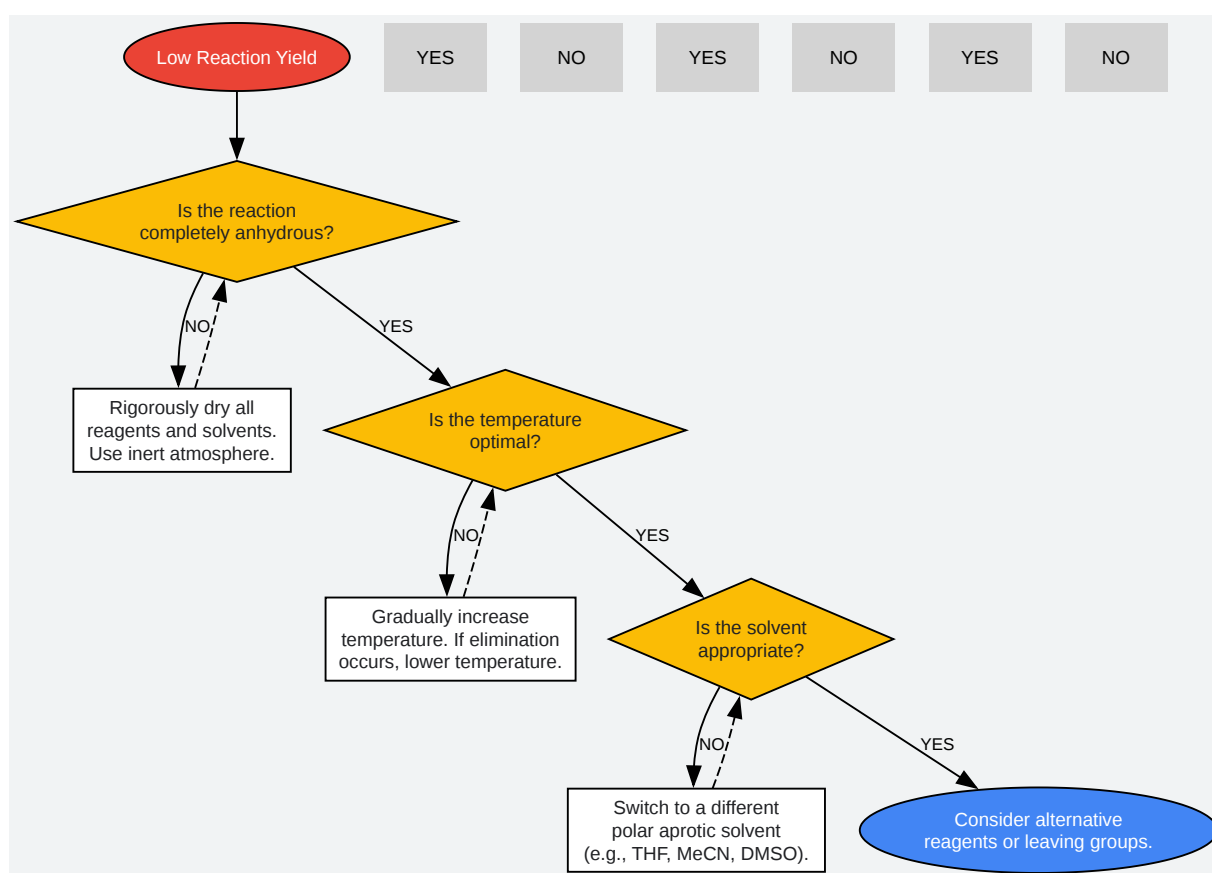 Low Reaction Yield
YES
NO
YES
NO
YES
NO
Is the reaction
completely anhydrous?
NO
YES
Rigorously dry all
reagents and solvents.
Use inert atmosphere.
Is the temperature
optimal?
NO
YES
Gradually increase
temperature. If elimination
occurs, lower temperature.
Is the solvent
appropriate?
NO
YES
Switch to a different
polar aprotic solvent
(e.g., THF, MeCN, DMSO).
Consider alternative
reagents or leaving groups.